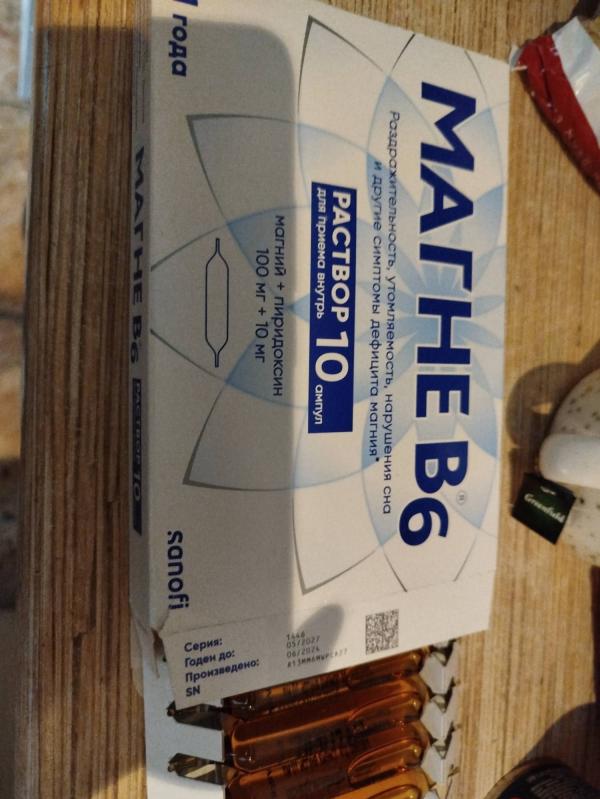 МАГНЕ B6®
Раздражительность, утомляемость, нарушения сна
и другие симптомы дефицита магния*
РАСТВОР 10 ампул
для приема внутрь
магний + пиридоксин
100 мг + 10 мг
1 года
sanofi
МАГНЕ B6 РАСТВОР 10
Серия: 1446
Годен до: 05/2027
Произведено: 06/2024
SN
Greenfield